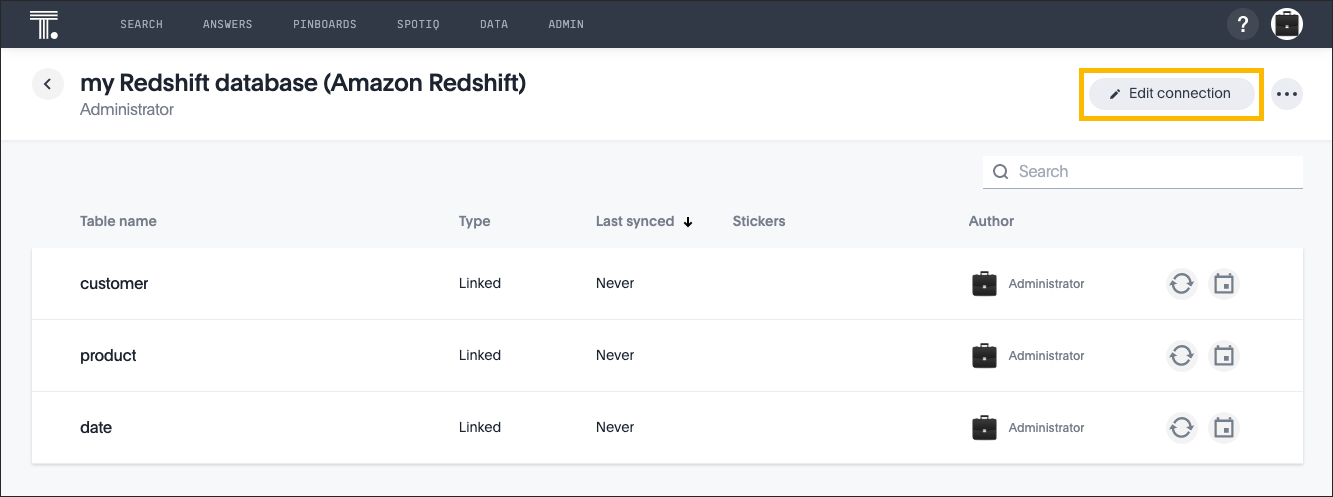 T.
SEARCH ANSWERS PINBOARDS SPOTIQ DATA ADMIN
?
my Redshift database (Amazon Redshift)
Administrator
Edit connection
Search
Table name Type Last synced Stickers Author
customer Linked Never Administrator
product Linked Never Administrator
date Linked Never Administrator